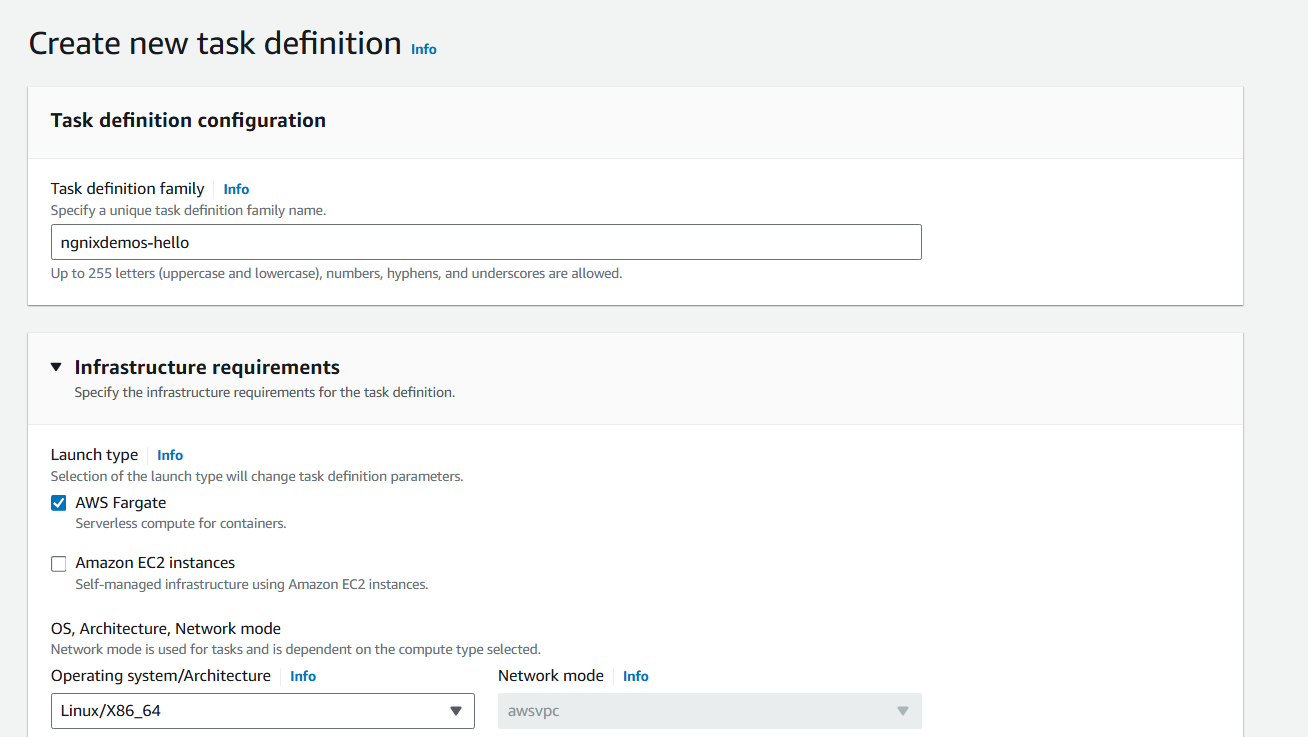 Create new task definition Info
Task definition configuration
Task definition family Info
Specify a unique task definition family name.
ngnixdemos-hello
Up to 255 letters (uppercase and lowercase), numbers, hyphens, and underscores are allowed.
Infrastructure requirements
Specify the infrastructure requirements for the task definition.
Launch type Info
Selection of the launch type will change task definition parameters.
AWS Fargate
Serverless compute for containers.
Amazon EC2 instances
Self-managed infrastructure using Amazon EC2 instances.
OS, Architecture, Network mode
Network mode is used for tasks and is dependent on the compute type selected.
Operating system/Architecture Info Network mode Info
Linux/X86_64 awsvpc